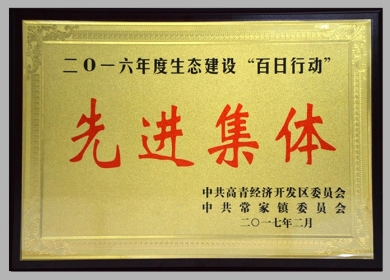 二〇一六年度生态建设“百日行动”
先进集体
中共高青经济开发区委员会
中共常家镇委员会
二〇一七年二月